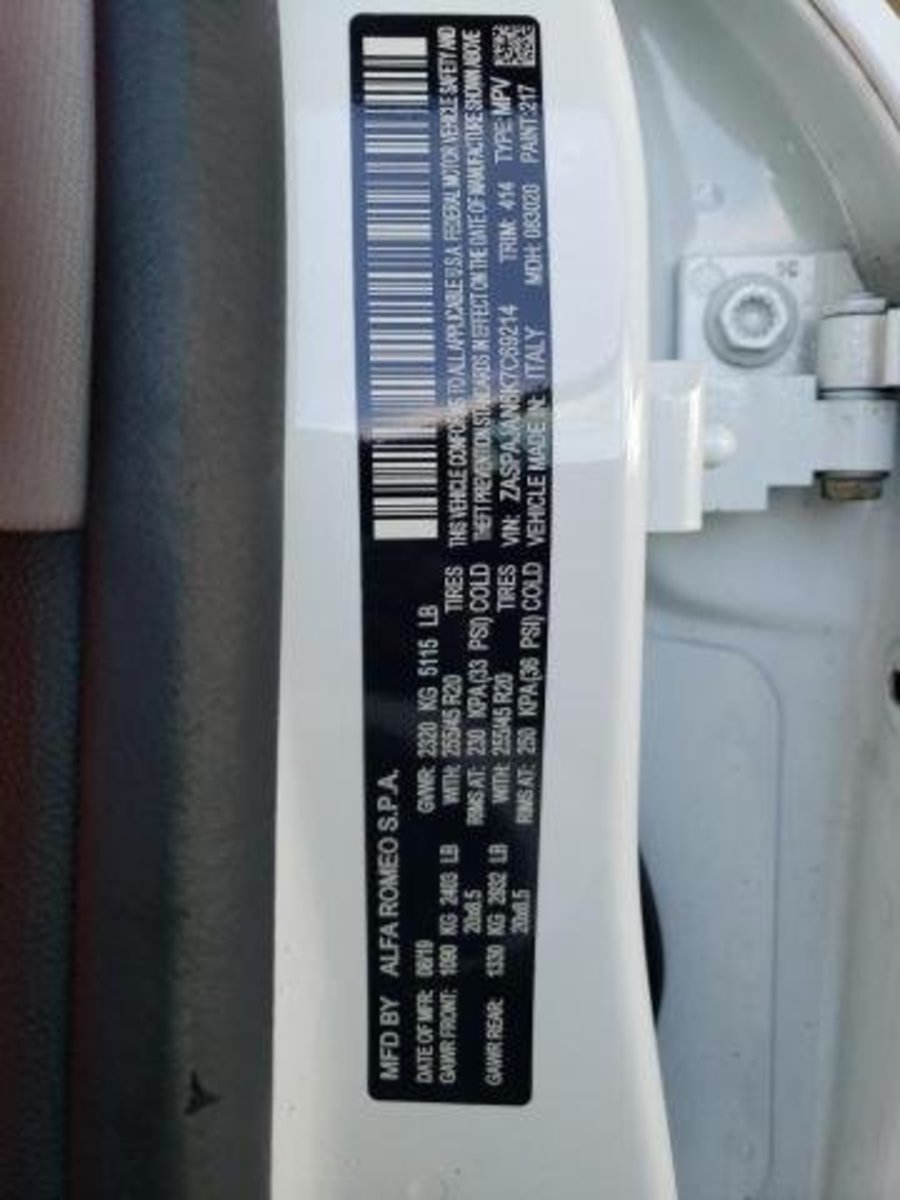 MFD BY ALFA ROMEO S.P.A.
DATE OF MFR: 08/19 GVWR: 2320 KG 5115 LB
GAWR FRONT: 1090 KG 2403 LB WITH: 255/45 R20 TIRES
20x8.5 RIMS AT: 230 KPA(33 PSI) COLD
GAWR REAR: 1330 KG 2932 LB WITH: 255/45 R20 TIRES
20x8.5 RIMS AT: 250 KPA(36 PSI) COLD
THIS VEHICLE CONFORMS TO ALL APPLICABLE U.S.A. FEDERAL MOTOR VEHICLE SAFETY AND
THEFT PREVENTION STANDARDS IN EFFECT ON THE DATE OF MANUFACTURE SHOWN ABOVE
VIN: ZASPAJAN6K7C69214 TRIM: 414 TYPE: MPV
VEHICLE MADE IN: ITALY MDH: 083020 PAINT: 217